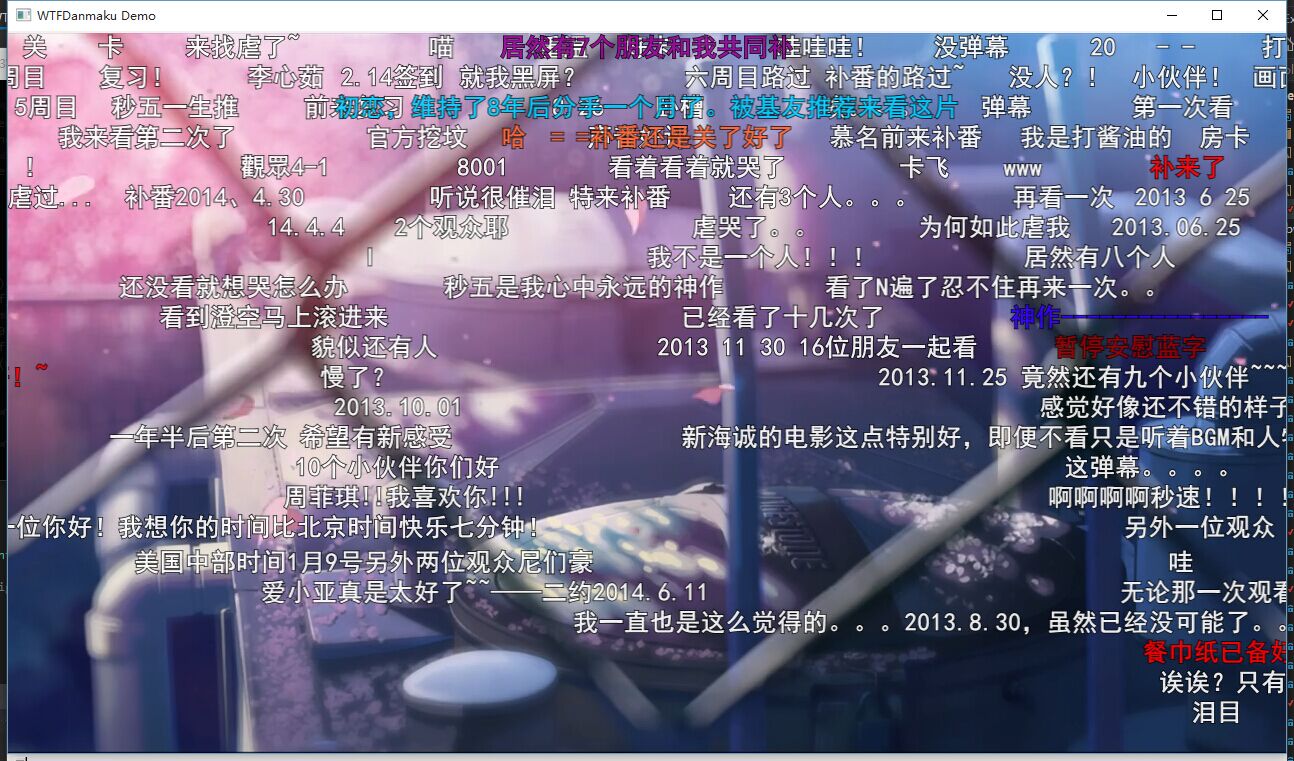 WTFDanmaku Demo
关 卡 来找虐了~ 喵 居然有7个朋友和我共同补 哇哇! 没弹幕 20 - - 打
周目 复习! 李心茹 2.14签到 就我黑屏? 六周目路过 补番的路过~ 没人?! 小伙伴! 画面
5周目 秒五一生推 初恋,维持了8年后分手一个月了。被基友推荐来看这片 弹幕 第一次看
我来看第二次了 官方挖坟 哈 = =补番还是关了好了 慕名前来补番 我是打酱油的 房卡
! 觀眾4-1 8001 看着看着就哭了 卡飞 www 补来了
虐过... 补番2014、4.30 听说很催泪 特来补番 还有3个人。。。 再看一次 2013 6 25
14.4.4 2个观众耶 虐哭了。。 为何如此虐我 2013.06.25
我不是一个人!!! 居然有八个人
还没看就想哭怎么办 秒五是我心中永远的神作 看了N遍了忍不住再来一次。。
看到澄空马上滚进来 已经看了十几次了 神作————————
貌似还有人 2013 11 30 16位朋友一起看 暂停安慰蓝字
! ~ 慢了? 2013.11.25 竟然还有九个小伙伴~~~
2013.10.01 感觉好像还不错的样子
一年半后第二次 希望有新感受 新海诚的电影这点特别好,即便不看只是听着BGM和人
10个小伙伴你们好 这弹幕。。。。
周菲琪!!我喜欢你!!! 啊啊啊啊秒速!!!!
一位你好!我想你的时间比北京时间快乐七分钟! 另外一位观众
美国中部时间1月9号另外两位观众尼们豪 哇
爱小亚真是太好了~~ ——二约2014.6.11 无论那一次观看
我一直也是这么觉得的。。。2013.8.30,虽然已经没可能了。。
餐巾纸已备好
诶诶?只有
泪目